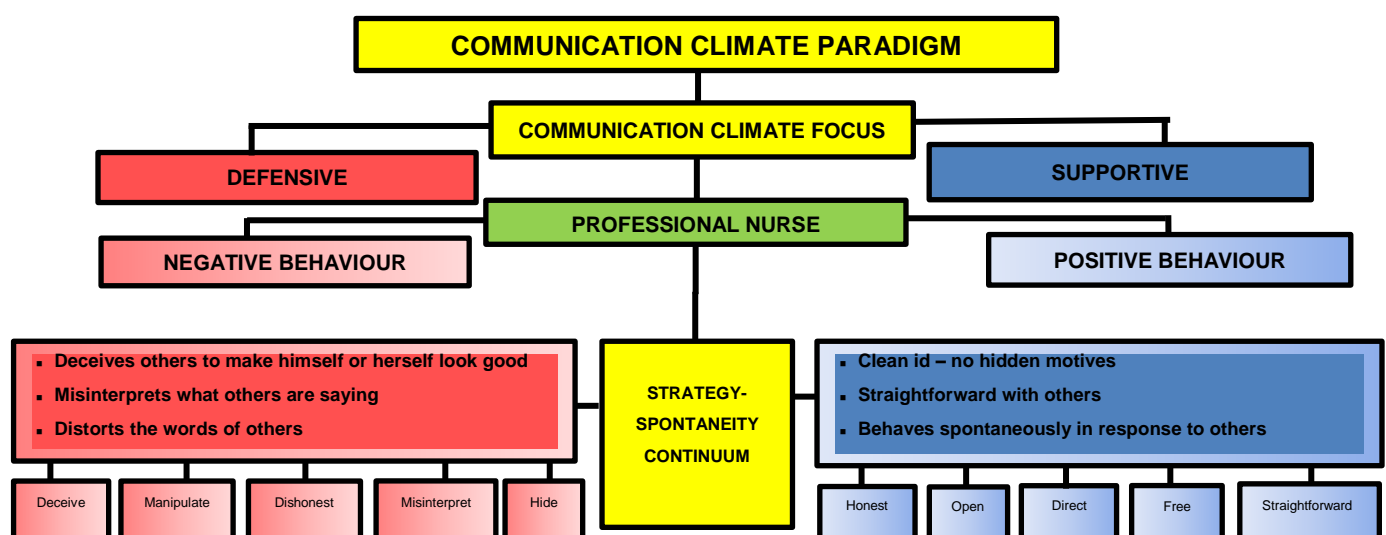 COMMUNICATION CLIMATE PARADIGM
COMMUNICATION CLIMATE FOCUS
DEFENSIVE
SUPPORTIVE
PROFESSIONAL NURSE
NEGATIVE BEHAVIOUR
POSITIVE BEHAVIOUR
▪ Deceives others to make himself or herself look good
▪ Misinterprets what others are saying
▪ Distorts the words of others
STRATEGY-
SPONTANEITY
CONTINUUM
▪ Clean id – no hidden motives
▪ Straightforward with others
▪ Behaves spontaneously in response to others
Deceive
Manipulate
Dishonest
Misinterpret
Hide
Honest
Open
Direct
Free
Straightforward